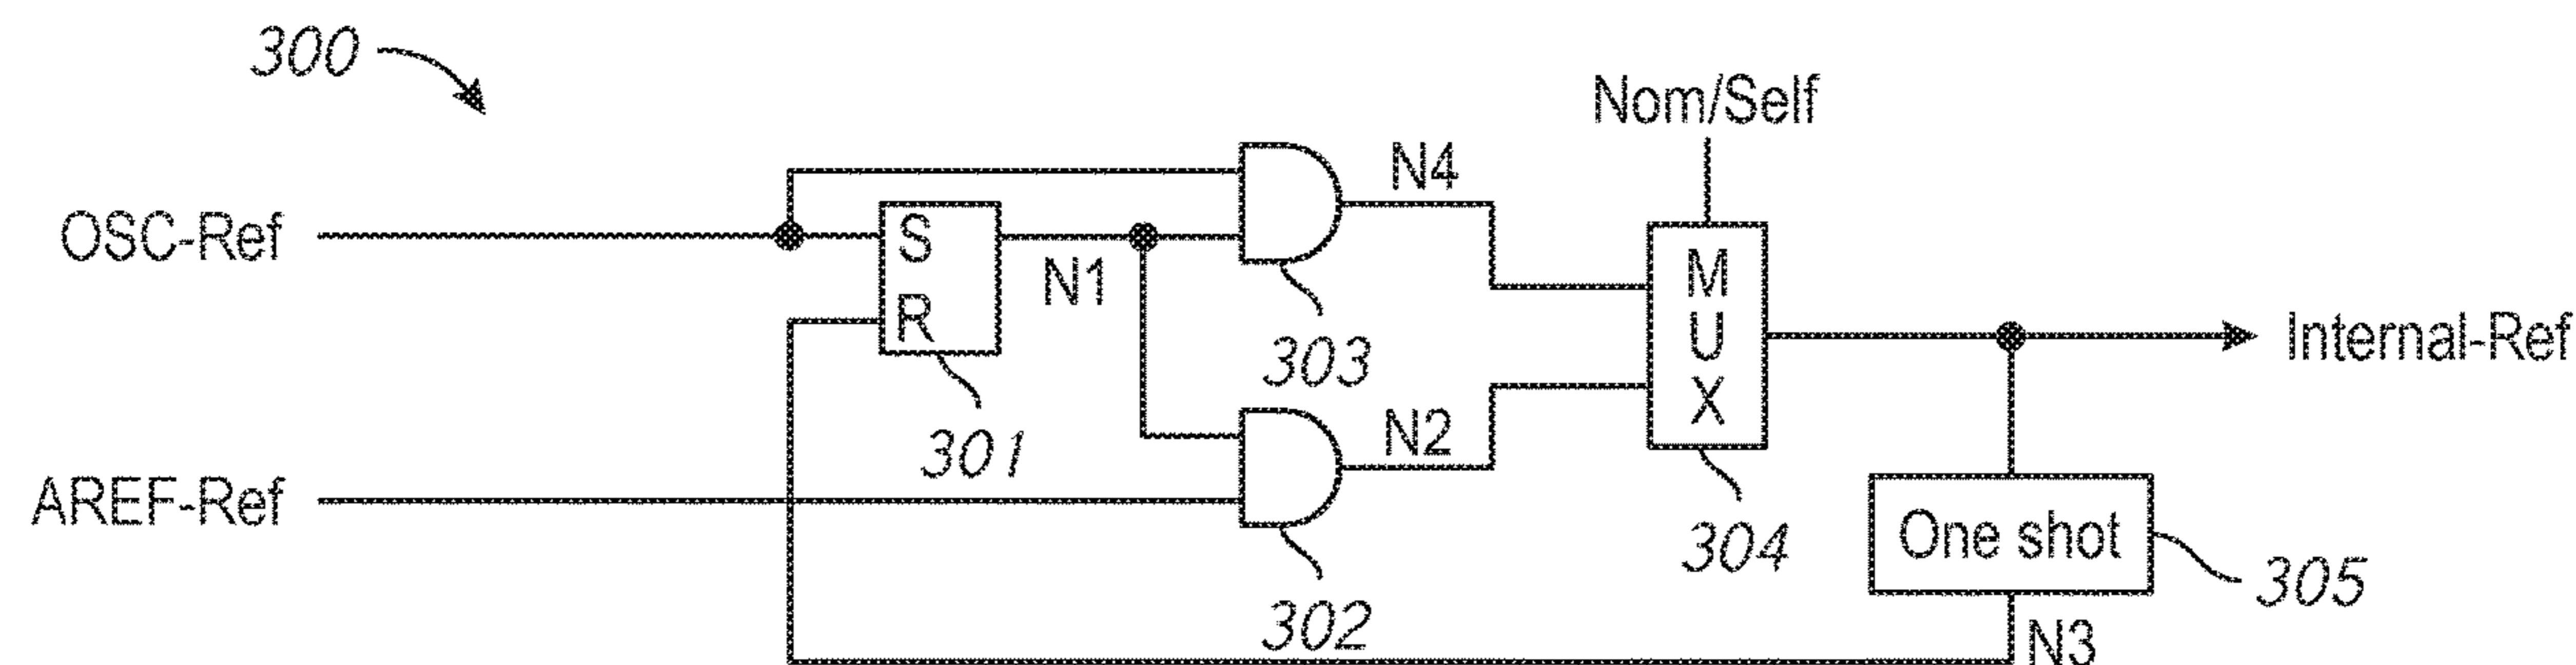 300
Nom/Self
N4
OSC-Ref
S
R
N1
M
U
X
Internal-Ref
303
N2
301
AREF-Ref
One shot
304
305
302
N3